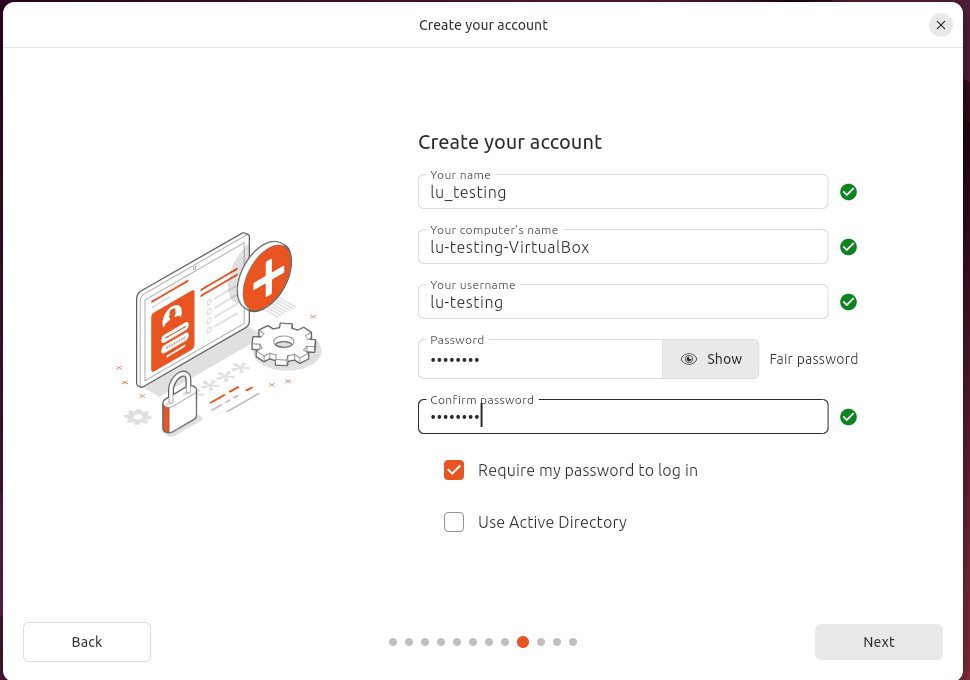 Create your account
Create your account
Your name
lu_testing
Your computer's name
lu-testing-VirtualBox
Your username
lu-testing
Password
••••••••
Show
Fair password
Confirm password
••••••••
Require my password to log in
Use Active Directory
Back
Next